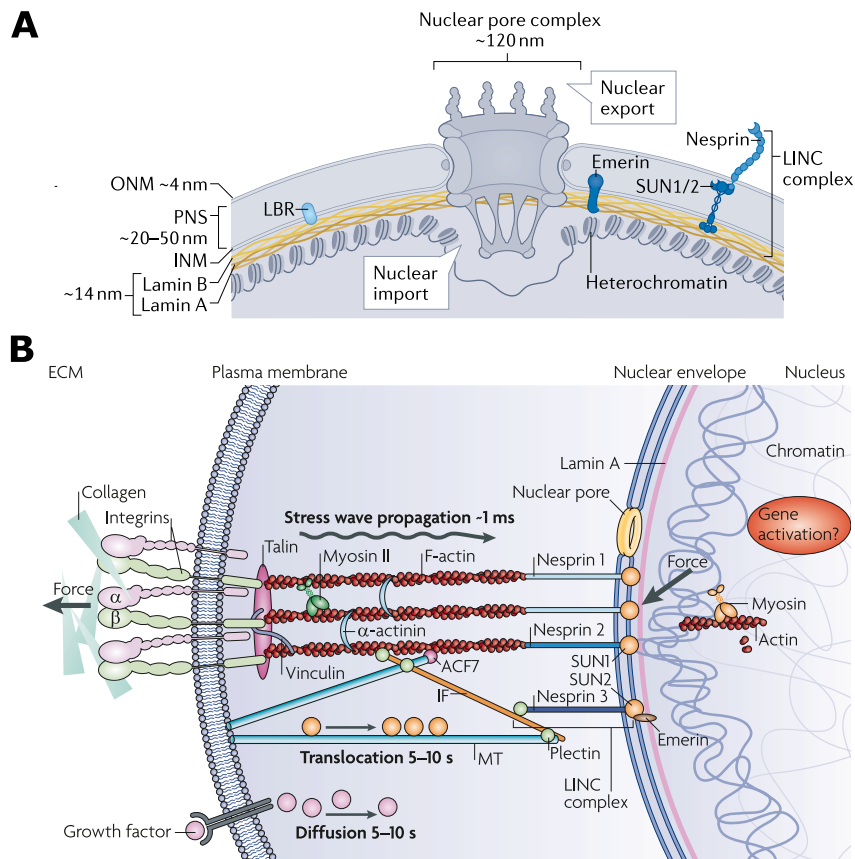 A
Nuclear pore complex
~120 nm
Nuclear
export
Nesprin
LINC
complex
Emerin
SUN1/2
ONM ~4 nm
LBR
PNS
~20–50 nm
INM
Nuclear
import
Heterochromatin
~14 nm
Lamin B
Lamin A
B
ECM
Plasma membrane
Nuclear envelope
Nucleus
Chromatin
Lamin A
Collagen
Nuclear pore
Integrins
Stress wave propagation ~1 ms
Gene
activation?
Talin
Myosin II
F-actin
Nesprin 1
Force
Force
α
β
Myosin
α-actinin
Nesprin 2
Actin
Vinculin
ACF7
SUN1
SUN2
IF
Nesprin 3
Emerin
Plectin
Translocation 5–10 s
MT
LINC
complex
Growth factor
Diffusion 5–10 s